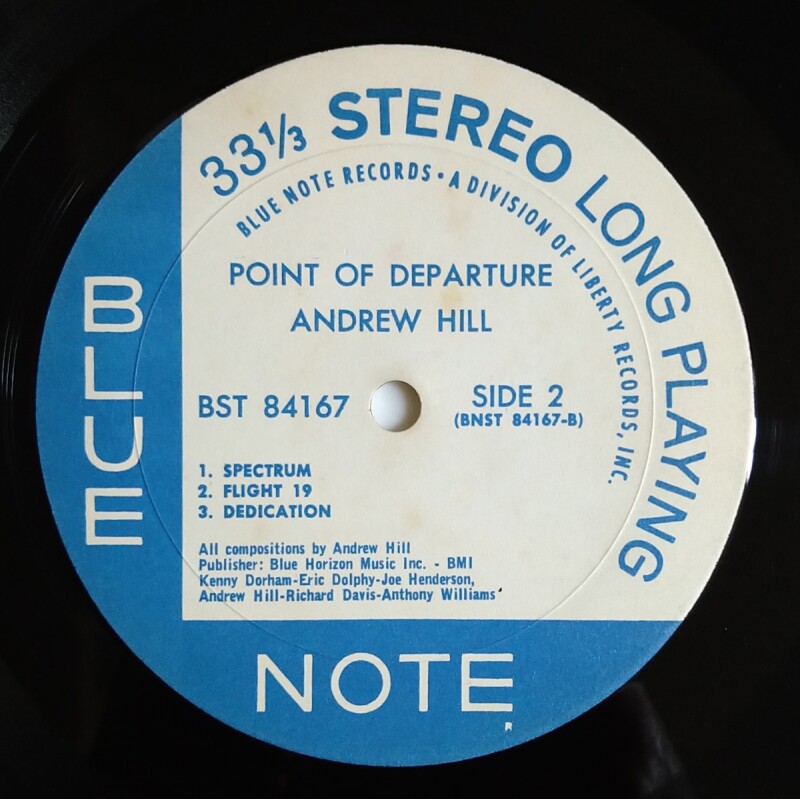 33⅓ STEREO LONG PLAYING
BLUE NOTE RECORDS • A DIVISION OF LIBERTY RECORDS, INC.
POINT OF DEPARTURE
ANDREW HILL
BST 84167
SIDE 2
(BNST 84167-B)
1. SPECTRUM
2. FLIGHT 19
3. DEDICATION
All compositions by Andrew Hill
Publisher: Blue Horizon Music Inc. - BMI
Kenny Dorham-Eric Dolphy-Joe Henderson,
Andrew Hill-Richard Davis-Anthony Williams
BLUE
NOTE
R